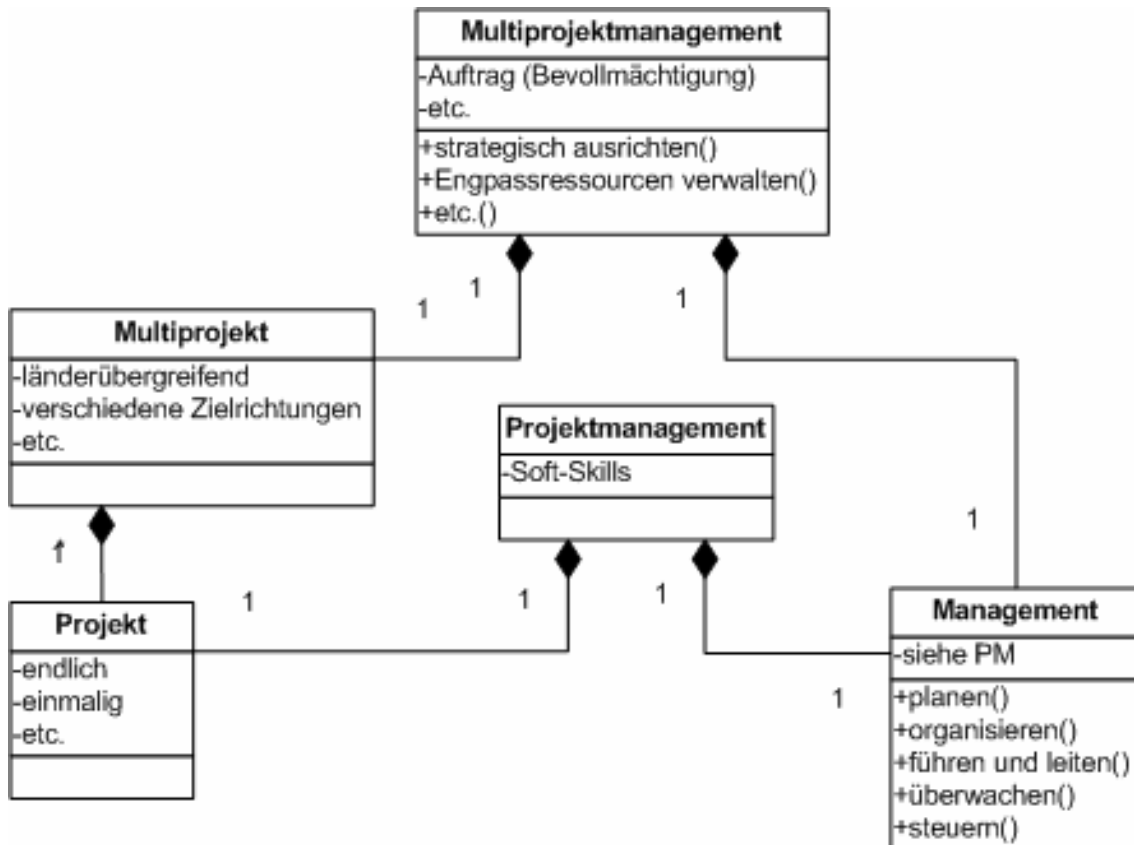 Multiprojektmanagement
-Auftrag (Bevollmächtigung)
-etc.
+strategisch ausrichten()
+Engpassressourcen verwalten()
+etc.()
1
1
1
Multiprojekt
-länderübergreifend
-verschiedene Zielrichtungen
-etc.
Projektmanagement
-Soft-Skills
1
1
1
1
Projekt
-endlich
-einmalig
-etc.
Management
-siehe PM
+planen()
+organisieren()
+führen und leiten()
+überwachen()
+steuern()
1